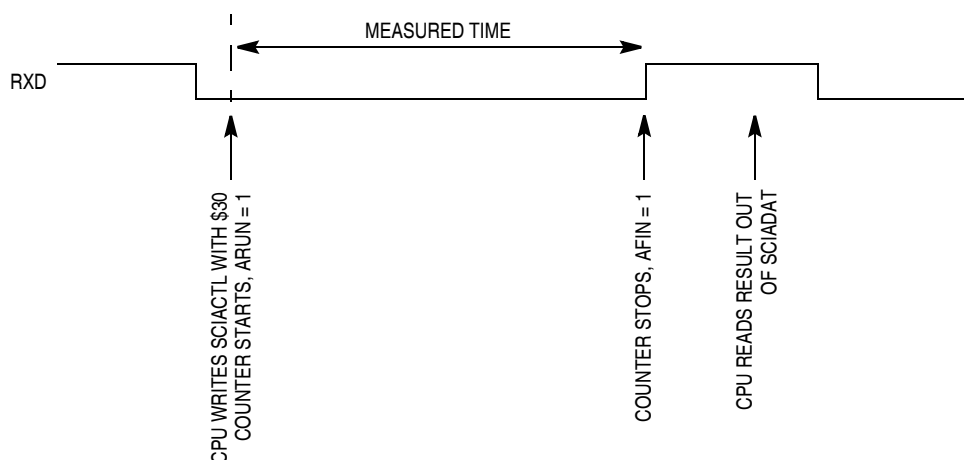 MEASURED TIME
RXD
CPU WRITES SCIACTL WITH $30
COUNTER STARTS, ARUN = 1
COUNTER STOPS, AFIN = 1
CPU READS RESULT OUT
OF SCIADAT